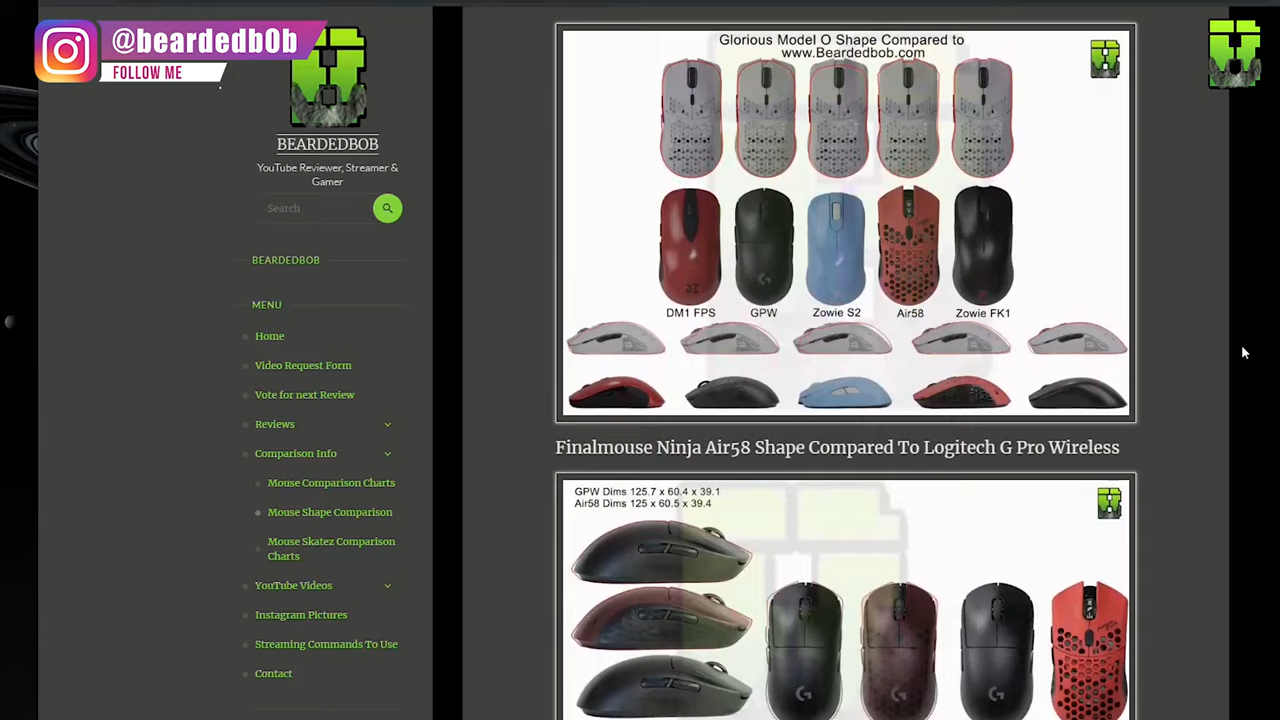 @beardedb0b
FOLLOW ME
BEARDEDBOB
YouTube Reviewer, Streamer &
Gamer
Search
BEARDEDBOB
MENU
Home
Video Request Form
Vote for next Review
Reviews
Comparison Info
Mouse Comparison Charts
Mouse Shape Comparison
Mouse Skatez Comparison
Charts
YouTube Videos
Instagram Pictures
Streaming Commands To Use
Contact
Glorious Model O Shape Compared to
www.Beardedbob.com
DM1 FPS
GPW
Zowie S2
Air58
Zowie FK1
Finalmouse Ninja Air58 Shape Compared To Logitech G Pro Wireless
GPW Dims 125.7 x 60.4 x 39.1
Air58 Dims 125 x 60.5 x 39.4